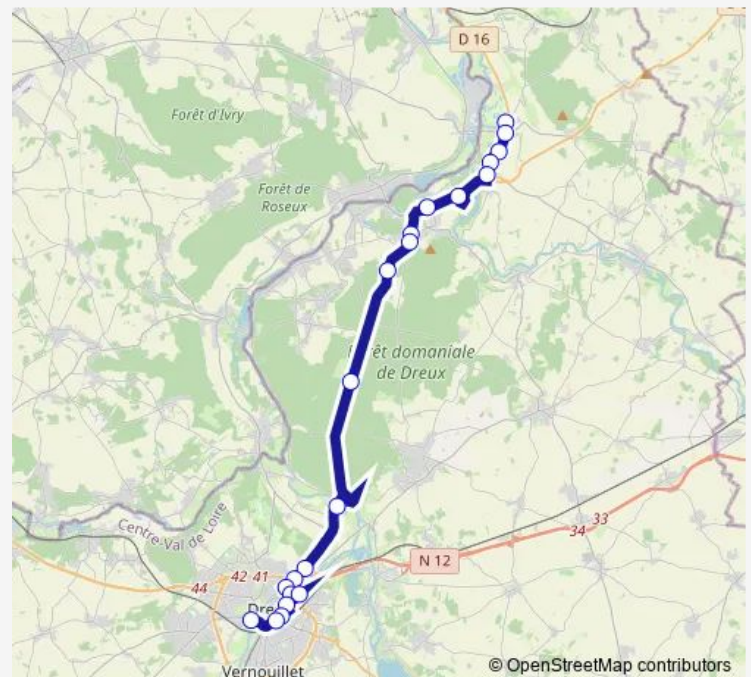 D 16
Forêt d'Ivry
Forêt de
Roseux
rêt domaniale
de Dreux
Centre-Val de Loire
34 33
N 12
44
42 41
Dre
Vernouillet
© OpenStreetMap contributors